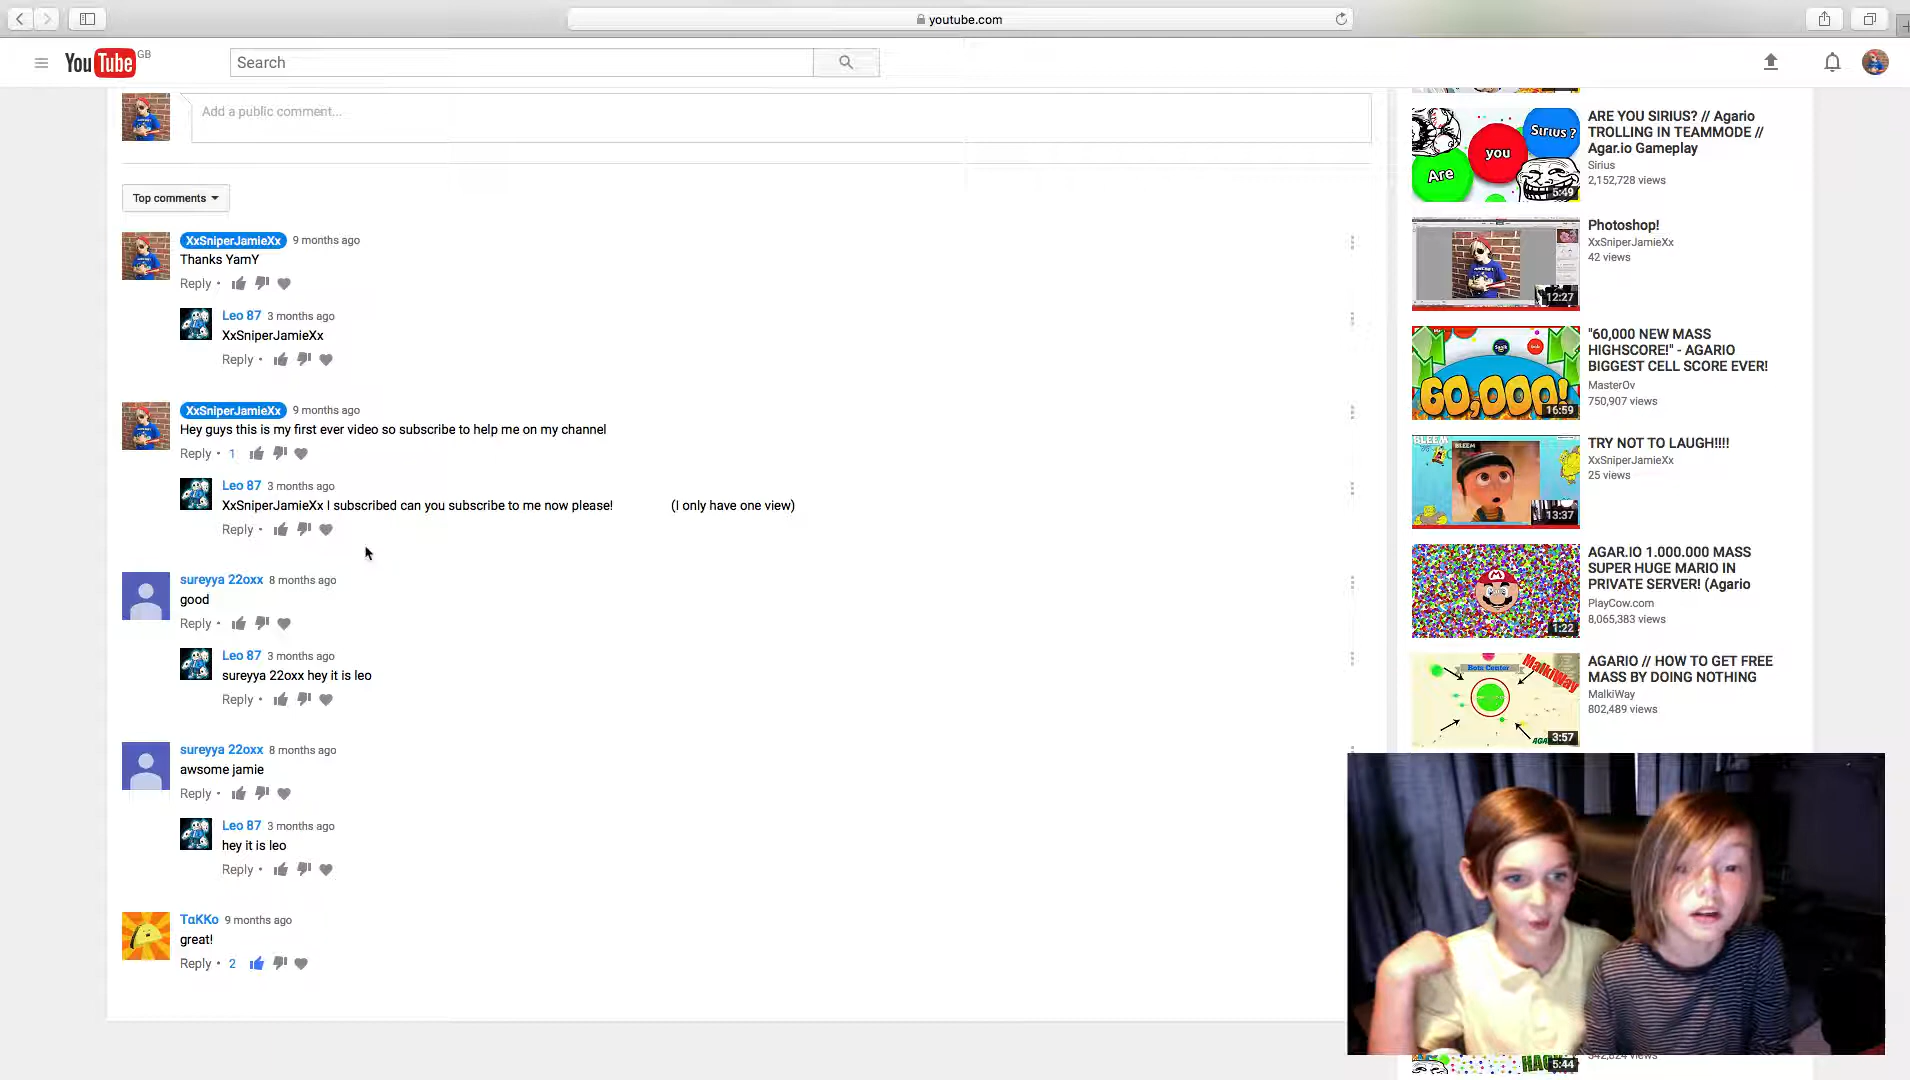 youtube.com
YouTube GB
Search
Add a public comment...
Top comments
XxSniperJamieXx 9 months ago
Thanks YamY
Reply •
Leo 87 3 months ago
XxSniperJamieXx
Reply •
XxSniperJamieXx 9 months ago
Hey guys this is my first ever video so subscribe to help me on my channel
Reply • 1
Leo 87 3 months ago
XxSniperJamieXx I subscribed can you subscribe to me now please! (I only have one view)
Reply •
sureyya 22oxx 8 months ago
good
Reply •
Leo 87 3 months ago
sureyya 22oxx hey it is leo
Reply •
sureyya 22oxx 8 months ago
awsome jamie
Reply •
Leo 87 3 months ago
hey it is leo
Reply •
TαKKo 9 months ago
great!
Reply • 2
Are
you
Sirius ?
5:49
ARE YOU SIRIUS? // Agario
TROLLING IN TEAMMODE //
Agar.io Gameplay
Sirius
2,152,728 views
12:27
Photoshop!
XxSniperJamieXx
42 views
60,000!
16:59
"60,000 NEW MASS
HIGHSCORE!" - AGARIO
BIGGEST CELL SCORE EVER!
MasterOv
750,907 views
BLEEM
BLEEM
13:37
TRY NOT TO LAUGH!!!!
XxSniperJamieXx
25 views
1:22
AGAR.IO 1.000.000 MASS
SUPER HUGE MARIO IN
PRIVATE SERVER! (Agario
PlayCow.com
8,065,383 views
Bots Center
MalkiWay
3:57
AGARIO // HOW TO GET FREE
MASS BY DOING NOTHING
MalkiWay
802,489 views
5:44